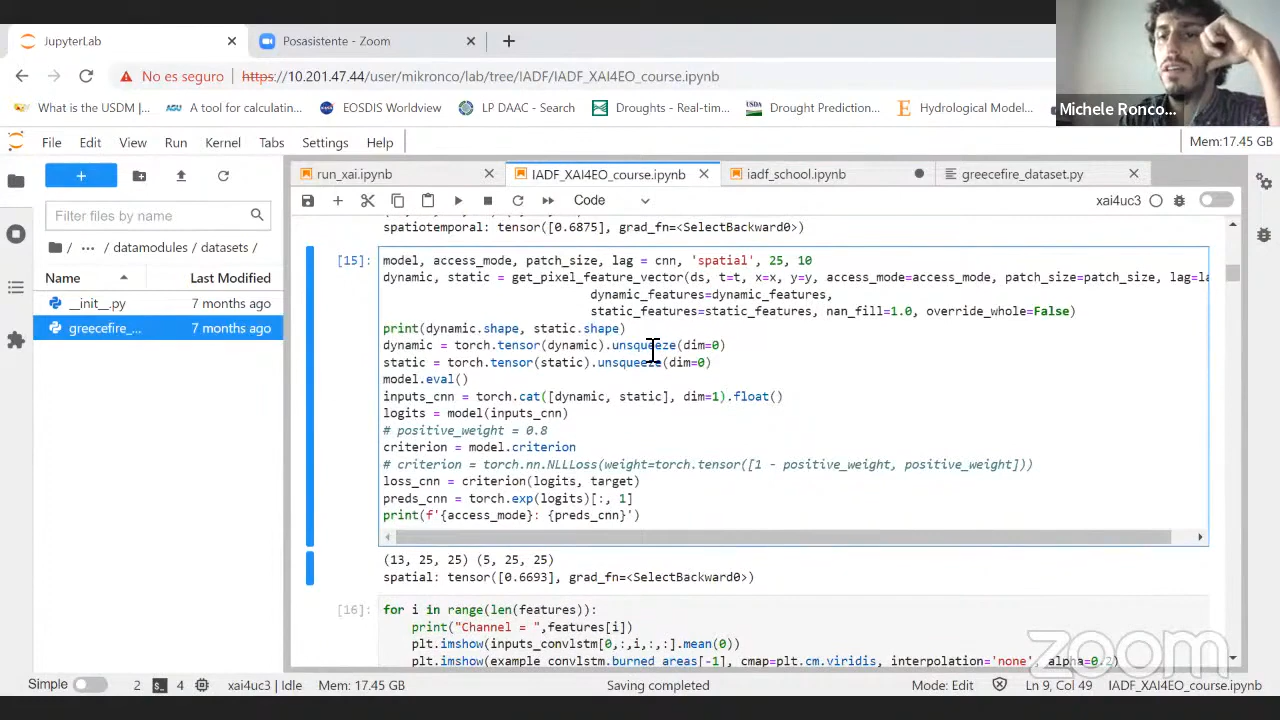 JupyterLab
Posasistente - Zoom
No es seguro
https://10.201.47.44/user/mikronco/lab/tree/IADF/IADF_XAI4EO_course.ipynb
What is the USDM |...
AGU
A tool for calculatin...
EOSDIS Worldview
LP DAAC - Search
Droughts - Real-tim...
USDA
Drought Prediction...
Hydrological Model...
Michele Ronco...
File
Edit
View
Run
Kernel
Tabs
Settings
Help
Mem: 17.45 GB
run_xai.ipynb
IADF_XAI4EO_course.ipynb
iadf_school.ipynb
greecefire_dataset.py
Code
xai4uc3
Filter files by name
/ ... / datamodules / datasets /
Name
Last Modified
__init__.py
7 months ago
greecefire_...
7 months ago
spatiotemporal: tensor([0.6875], grad_fn=<SelectBackward0>)
[15]:
model, access_mode, patch_size, lag = cnn, 'spatial', 25, 10
dynamic, static = get_pixel_feature_vector(ds, t=t, x=x, y=y, access_mode=access_mode, patch_size=patch_size, lag=la
dynamic_features=dynamic_features,
static_features=static_features, nan_fill=1.0, override_whole=False)
print(dynamic.shape, static.shape)
dynamic = torch.tensor(dynamic).unsqueeze(dim=0)
static = torch.tensor(static).unsqueeze(dim=0)
model.eval()
inputs_cnn = torch.cat([dynamic, static], dim=1).float()
logits = model(inputs_cnn)
# positive_weight = 0.8
criterion = model.criterion
# criterion = torch.nn.NLLLoss(weight=torch.tensor([1 - positive_weight, positive_weight]))
loss_cnn = criterion(logits, target)
preds_cnn = torch.exp(logits)[:, 1]
print(f'{access_mode}: {preds_cnn}')
(13, 25, 25) (5, 25, 25)
spatial: tensor([0.6693], grad_fn=<SelectBackward0>)
[16]:
for i in range(len(features)):
print("Channel = ",features[i])
plt.imshow(inputs_convlstm[0,:,i,:,:].mean(0))
plt.imshow(example_convlstm.burned_areas[-1], cmap=plt.cm.viridis, interpolation='none', alpha=0.2)
zoom
Simple
2
4
xai4uc3 | Idle
Mem: 17.45 GB
Saving completed
Mode: Edit
Ln 9, Col 49
IADF_XAI4EO_course.ipynb